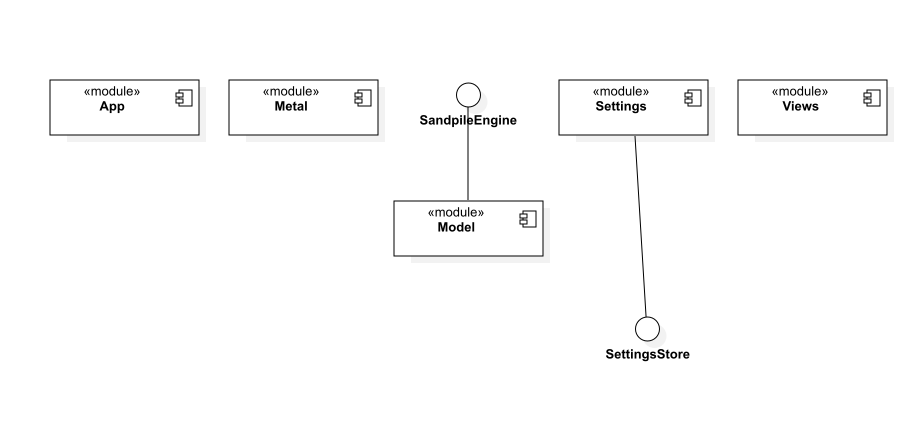 «module»
App
«module»
Metal
SandpileEngine
«module»
Settings
«module»
Views
«module»
Model
SettingsStore